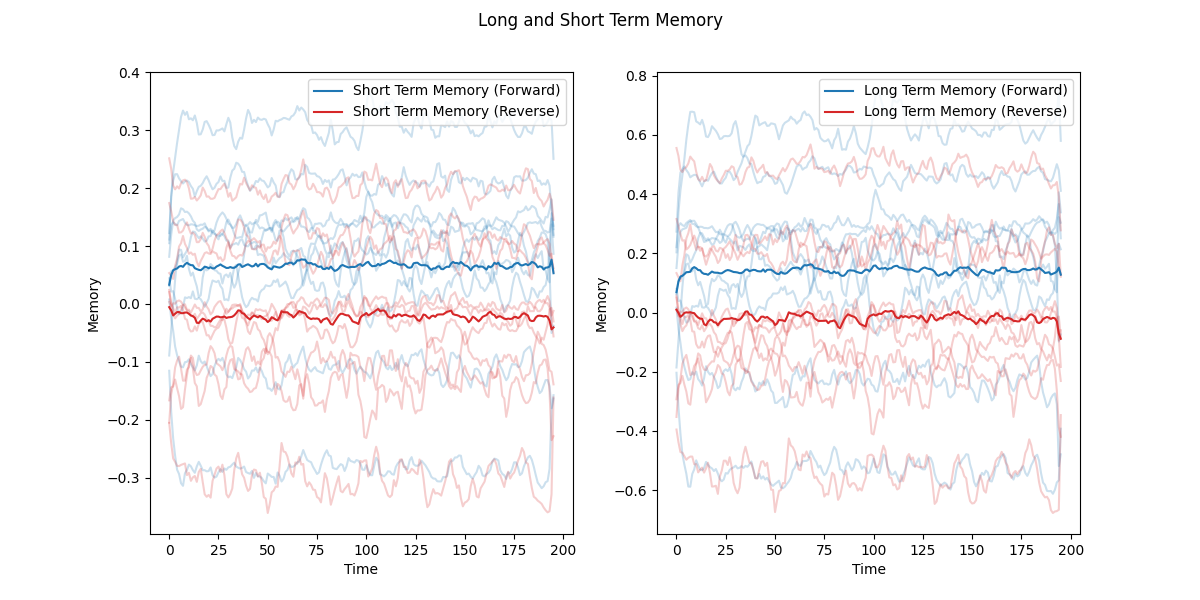 Long and Short Term Memory
0.4
0.3
0.2
0.1
0.0
−0.1
−0.2
−0.3
Memory
0 25 50 75 100 125 150 175 200
Time
Short Term Memory (Forward)
Short Term Memory (Reverse)
0.8
0.6
0.4
0.2
0.0
−0.2
−0.4
−0.6
Memory
0 25 50 75 100 125 150 175 200
Time
Long Term Memory (Forward)
Long Term Memory (Reverse)